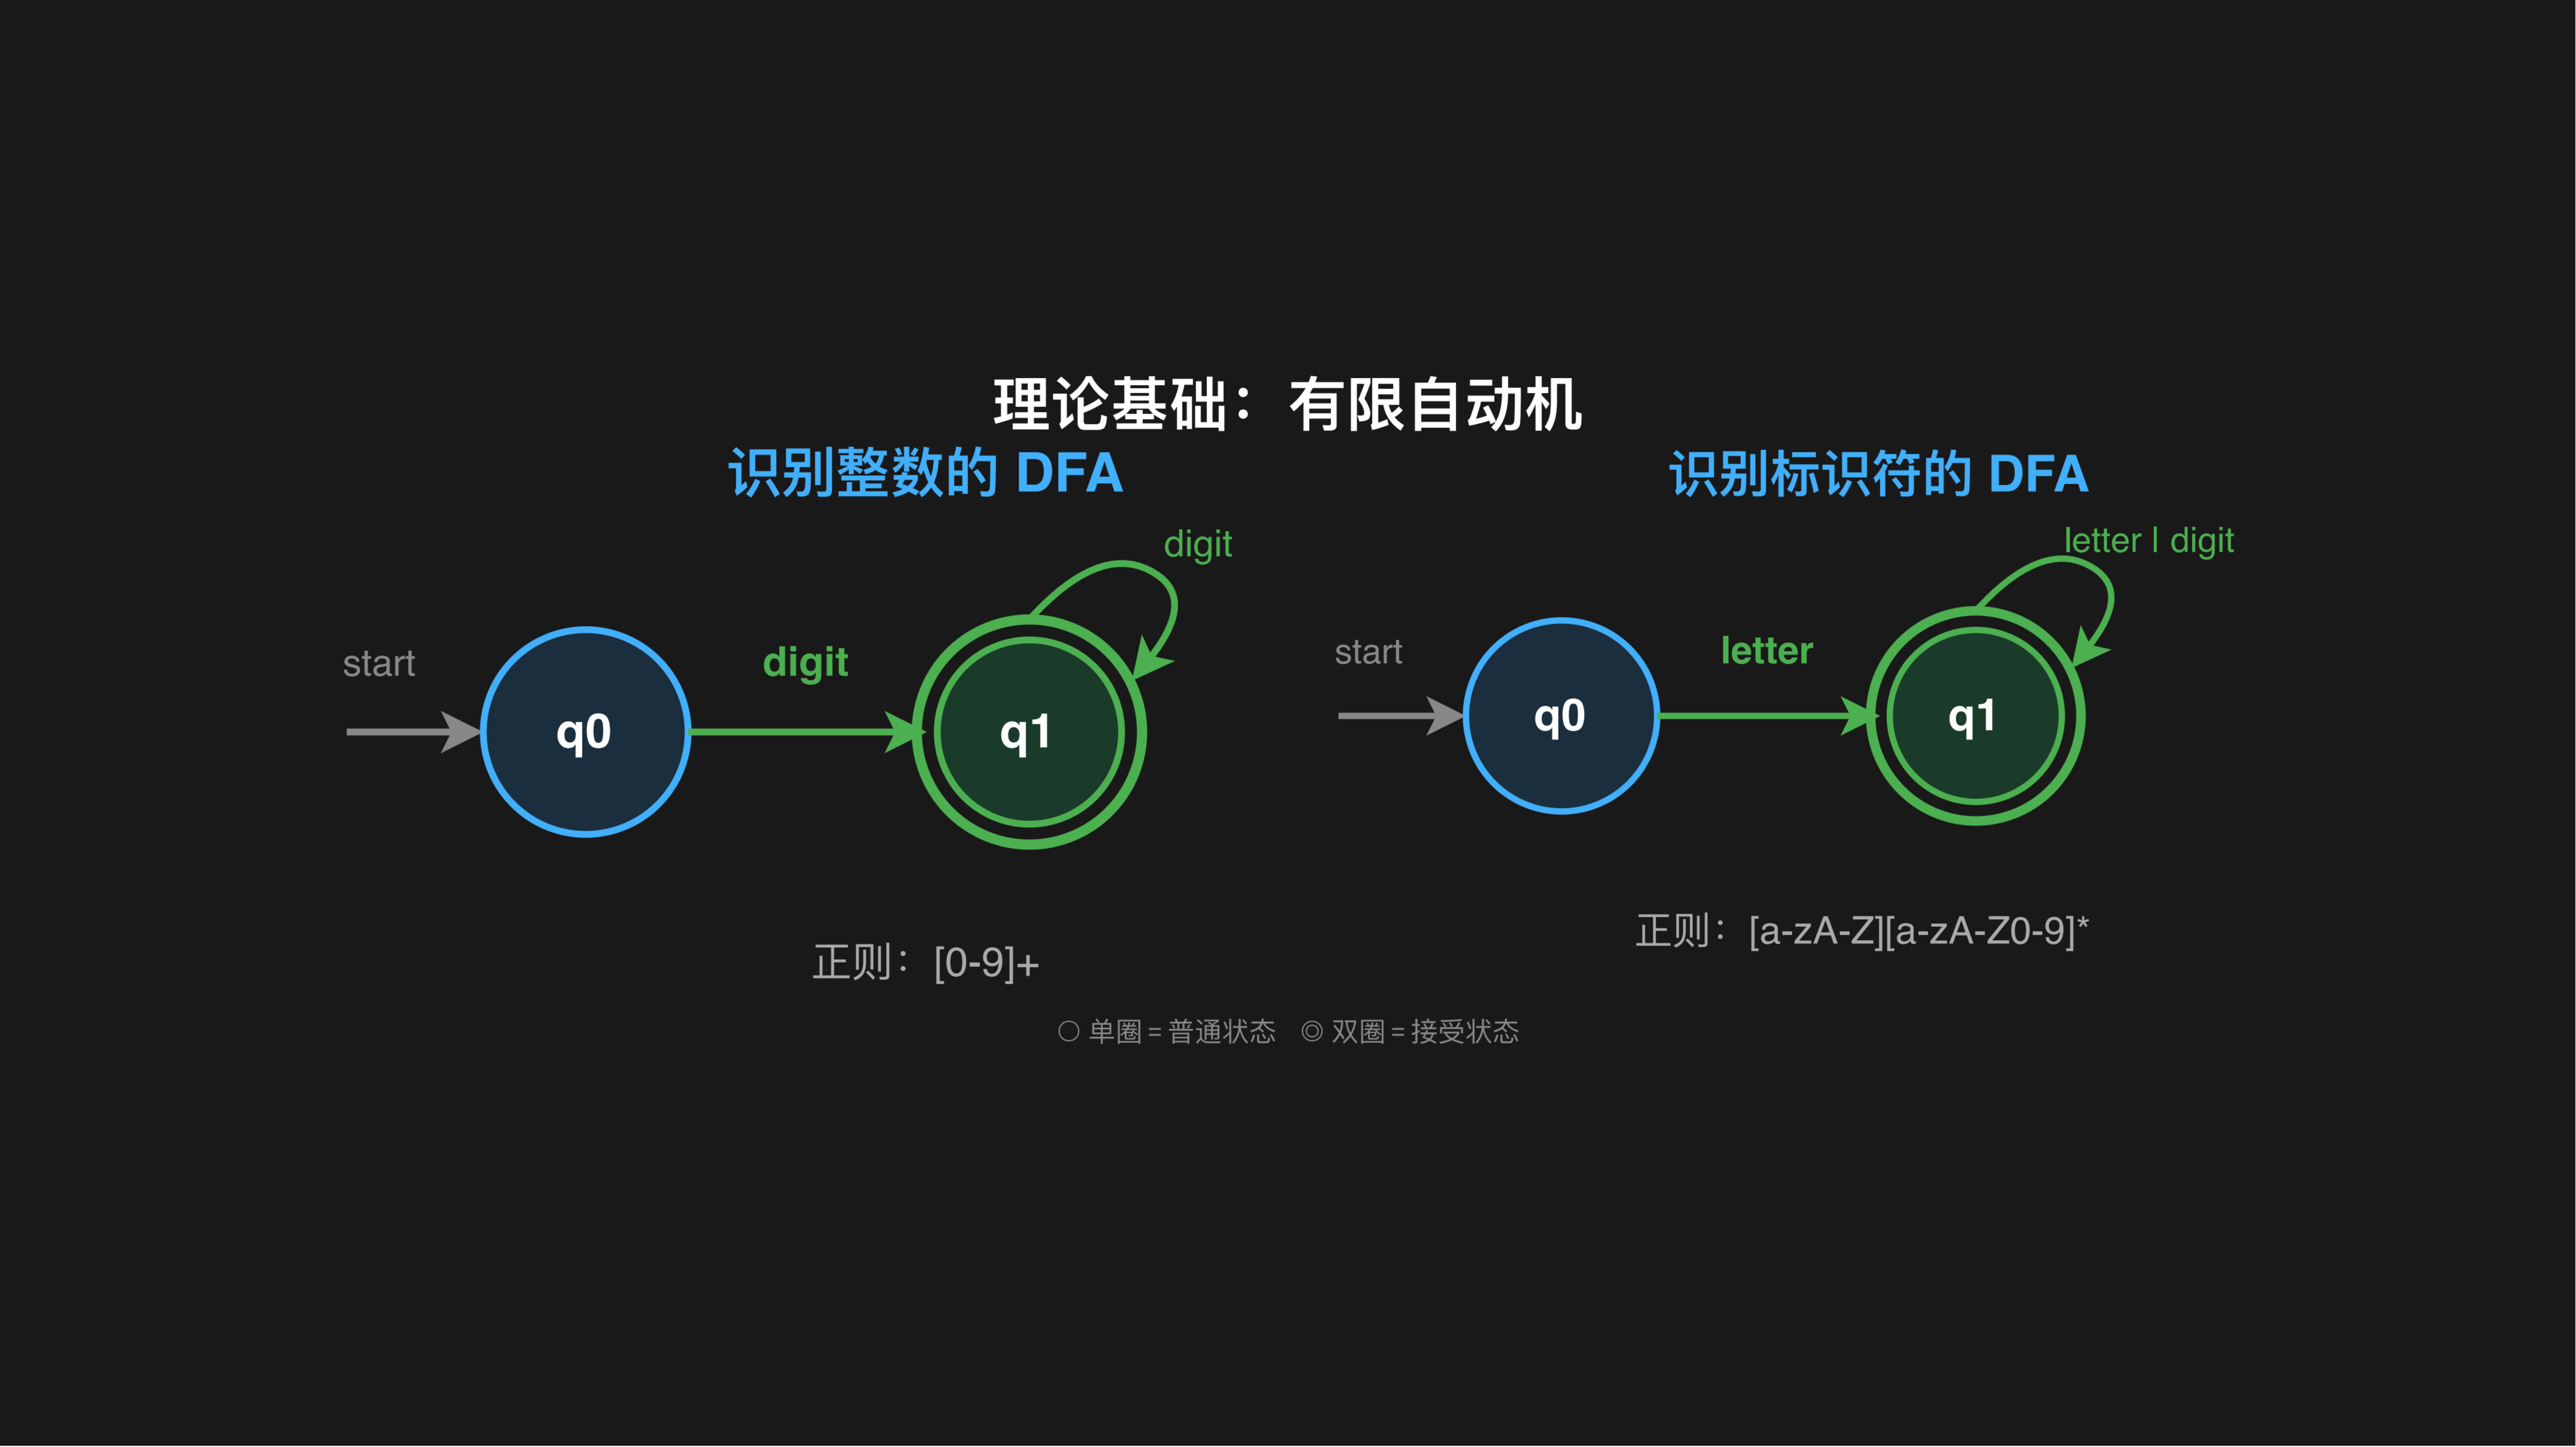 理论基础：有限自动机
识别整数的 DFA
digit
start
digit
q0
q1
正则：[0-9]+
识别标识符的 DFA
letter | digit
start
letter
q0
q1
正则：[a-zA-Z][a-zA-Z0-9]*
○ 单圈 = 普通状态 ◎ 双圈 = 接受状态